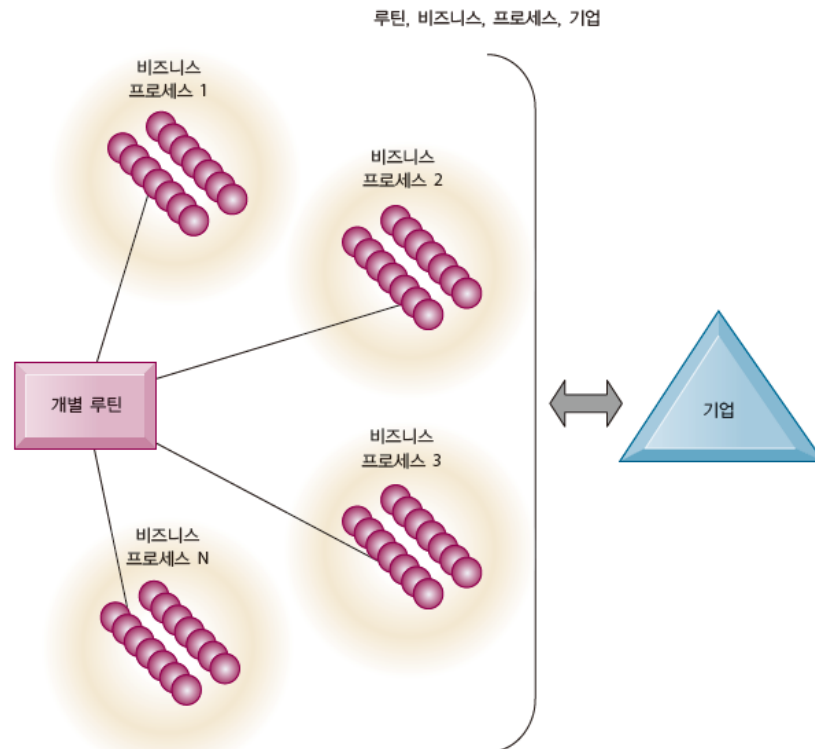 루틴, 비즈니스, 프로세스, 기업
비즈니스
프로세스 1
비즈니스
프로세스 2
개별 루틴
기업
비즈니스
프로세스 3
비즈니스
프로세스 N